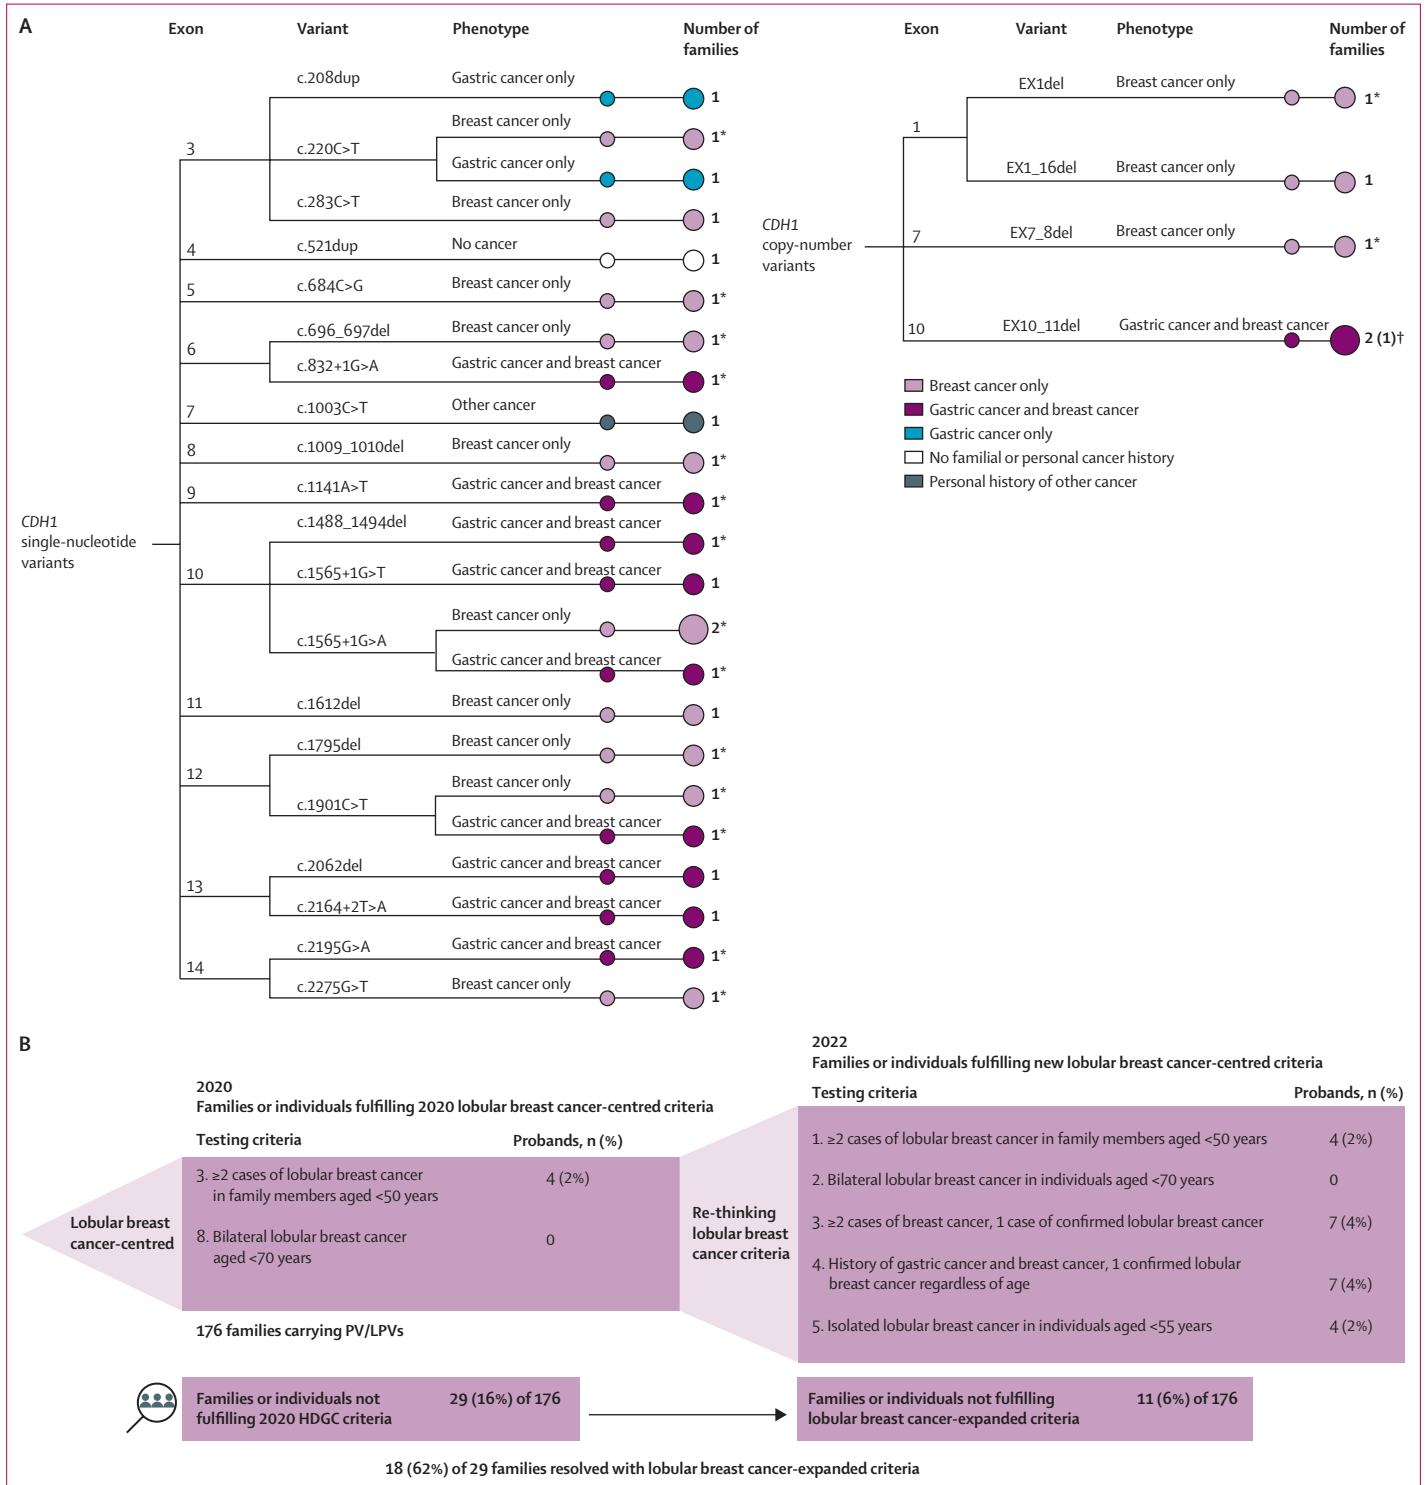 A
Exon Variant Phenotype Number of
families
c.208dup Gastric cancer only
1
Breast cancer only
1*
3 c.220C>T
Gastric cancer only
1
c.283C>T Breast cancer only
1
4 c.521dup No cancer
1
5 c.684C>G Breast cancer only
1*
c.696_697del Breast cancer only
1*
6
c.832+1G>A Gastric cancer and breast cancer
1*
7 c.1003C>T Other cancer
1
8 c.1009_1010del Breast cancer only
1*
9 c.1141A>T Gastric cancer and breast cancer
1*
CDH1
single-nucleotide
variants
c.1488_1494del Gastric cancer and breast cancer
1*
10 c.1565+1G>T Gastric cancer and breast cancer
1
Breast cancer only
2*
c.1565+1G>A
Gastric cancer and breast cancer
1*
11 c.1612del Breast cancer only
1
c.1795del Breast cancer only
1*
12
Breast cancer only
1*
c.1901C>T
Gastric cancer and breast cancer
1*
c.2062del Gastric cancer and breast cancer
1
13
c.2164+2T>A Gastric cancer and breast cancer
1
c.2195G>A Gastric cancer and breast cancer
1*
14
c.2275G>T Breast cancer only
1*
Exon Variant Phenotype Number of
families
EX1del Breast cancer only
1*
1
EX1_16del Breast cancer only
1
CDH1
copy-number
variants
7 EX7_8del Breast cancer only
1*
10 EX10_11del Gastric cancer and breast cancer
2 (1)†
Breast cancer only
Gastric cancer and breast cancer
Gastric cancer only
No familial or personal cancer history
Personal history of other cancer
B
2020
Families or individuals fulfilling 2020 lobular breast cancer-centred criteria
Testing criteria Probands, n (%)
Lobular breast
cancer-centred
3. ≥2 cases of lobular breast cancer 4 (2%)
in family members aged <50 years
8. Bilateral lobular breast cancer 0
aged <70 years
176 families carrying PV/LPVs
Re-thinking
lobular breast
cancer criteria
2022
Families or individuals fulfilling new lobular breast cancer-centred criteria
Testing criteria Probands, n (%)
1. ≥2 cases of lobular breast cancer in family members aged <50 years 4 (2%)
2. Bilateral lobular breast cancer in individuals aged <70 years 0
3. ≥2 cases of breast cancer, 1 case of confirmed lobular breast cancer 7 (4%)
4. History of gastric cancer and breast cancer, 1 confirmed lobular
breast cancer regardless of age 7 (4%)
5. Isolated lobular breast cancer in individuals aged <55 years 4 (2%)
Families or individuals not 29 (16%) of 176
fulfilling 2020 HDGC criteria
Families or individuals not fulfilling 11 (6%) of 176
lobular breast cancer-expanded criteria
18 (62%) of 29 families resolved with lobular breast cancer-expanded criteria